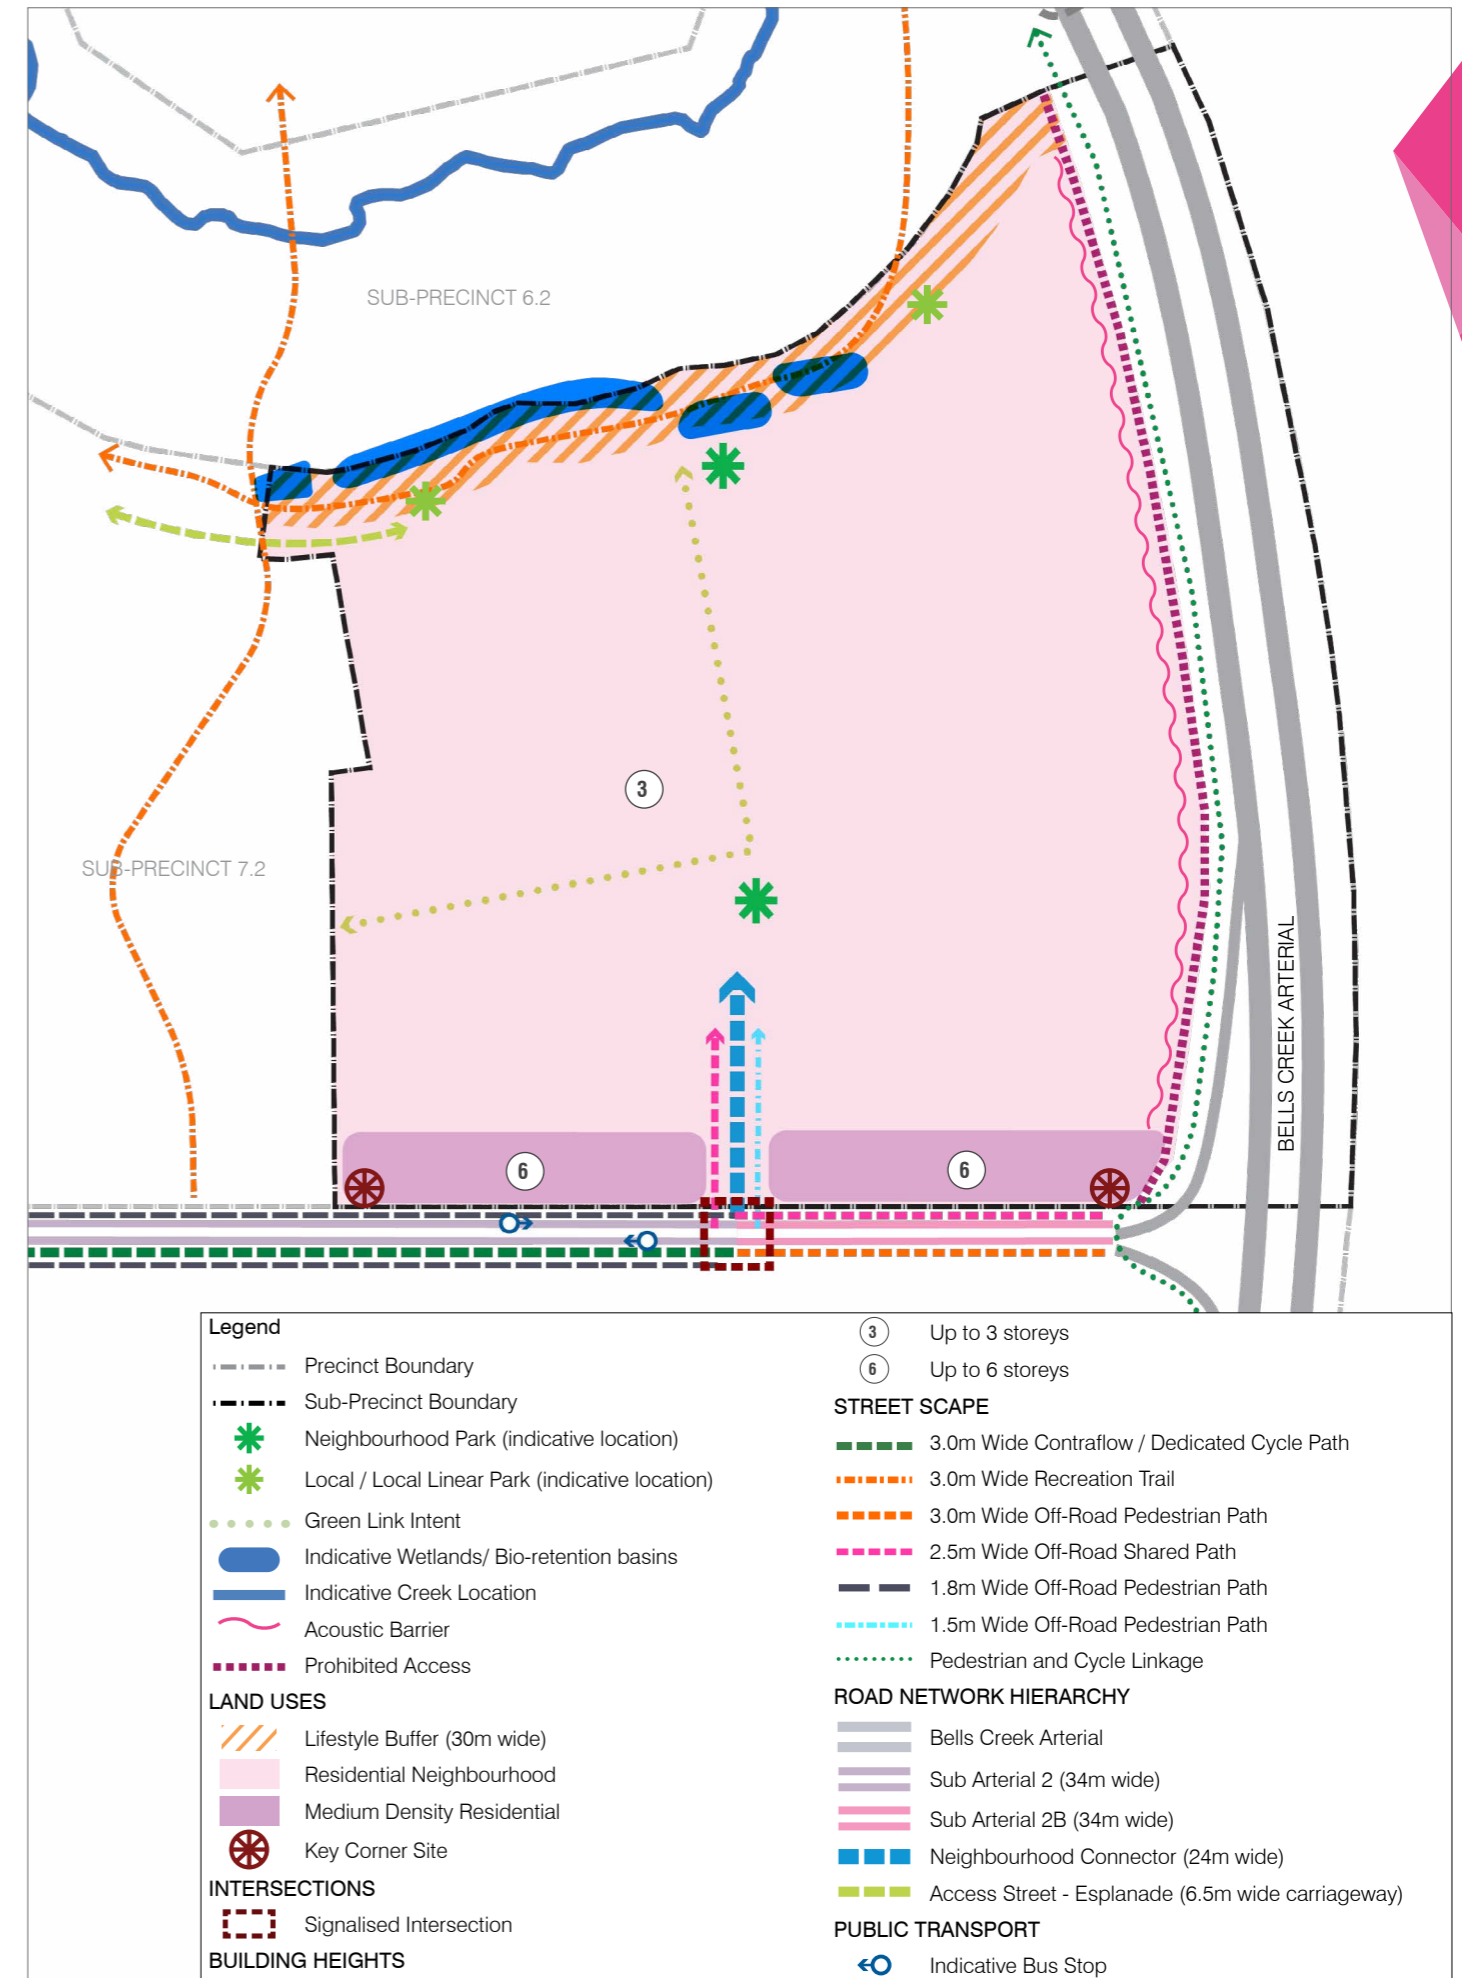 SUB-PRECINCT 6.2
3
SUB-PRECINCT 7.2
BELLS CREEK ARTERIAL
6
6
Legend
Precinct Boundary
Sub-Precinct Boundary
Neighbourhood Park (indicative location)
Local / Local Linear Park (indicative location)
Green Link Intent
Indicative Wetlands/ Bio-retention basins
Indicative Creek Location
Acoustic Barrier
Prohibited Access
LAND USES
Lifestyle Buffer (30m wide)
Residential Neighbourhood
Medium Density Residential
Key Corner Site
INTERSECTIONS
Signalised Intersection
BUILDING HEIGHTS
3 Up to 3 storeys
6 Up to 6 storeys
STREET SCAPE
3.0m Wide Contraflow / Dedicated Cycle Path
3.0m Wide Recreation Trail
3.0m Wide Off-Road Pedestrian Path
2.5m Wide Off-Road Shared Path
1.8m Wide Off-Road Pedestrian Path
1.5m Wide Off-Road Pedestrian Path
Pedestrian and Cycle Linkage
ROAD NETWORK HIERARCHY
Bells Creek Arterial
Sub Arterial 2 (34m wide)
Sub Arterial 2B (34m wide)
Neighbourhood Connector (24m wide)
Access Street - Esplanade (6.5m wide carriageway)
PUBLIC TRANSPORT
Indicative Bus Stop